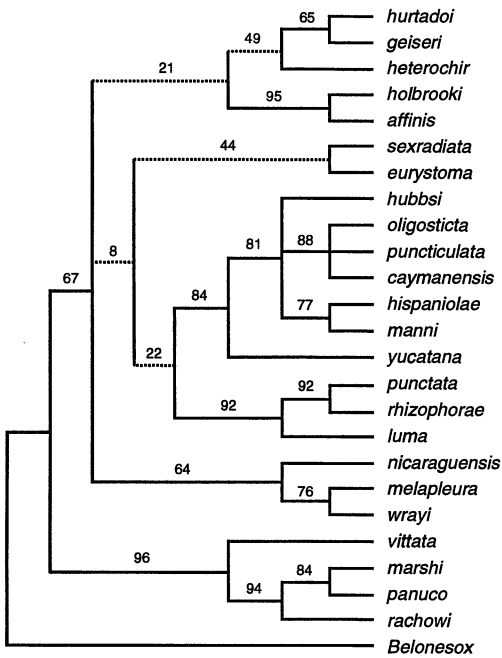 hurtadoi
65
geiseri
49
heterochir
21
holbrooki
95
affinis
sexradiata
44
eurystoma
hubbsi
oligosticta
88
puncticulata
81
8
caymanensis
67
84
hispaniolae
77
manni
22
yucatana
punctata
92
rhizophorae
92
luma
nicaraguensis
64
melapleura
76
wrayi
vittata
96
marshi
84
panuco
94
rachowi
Belonesox